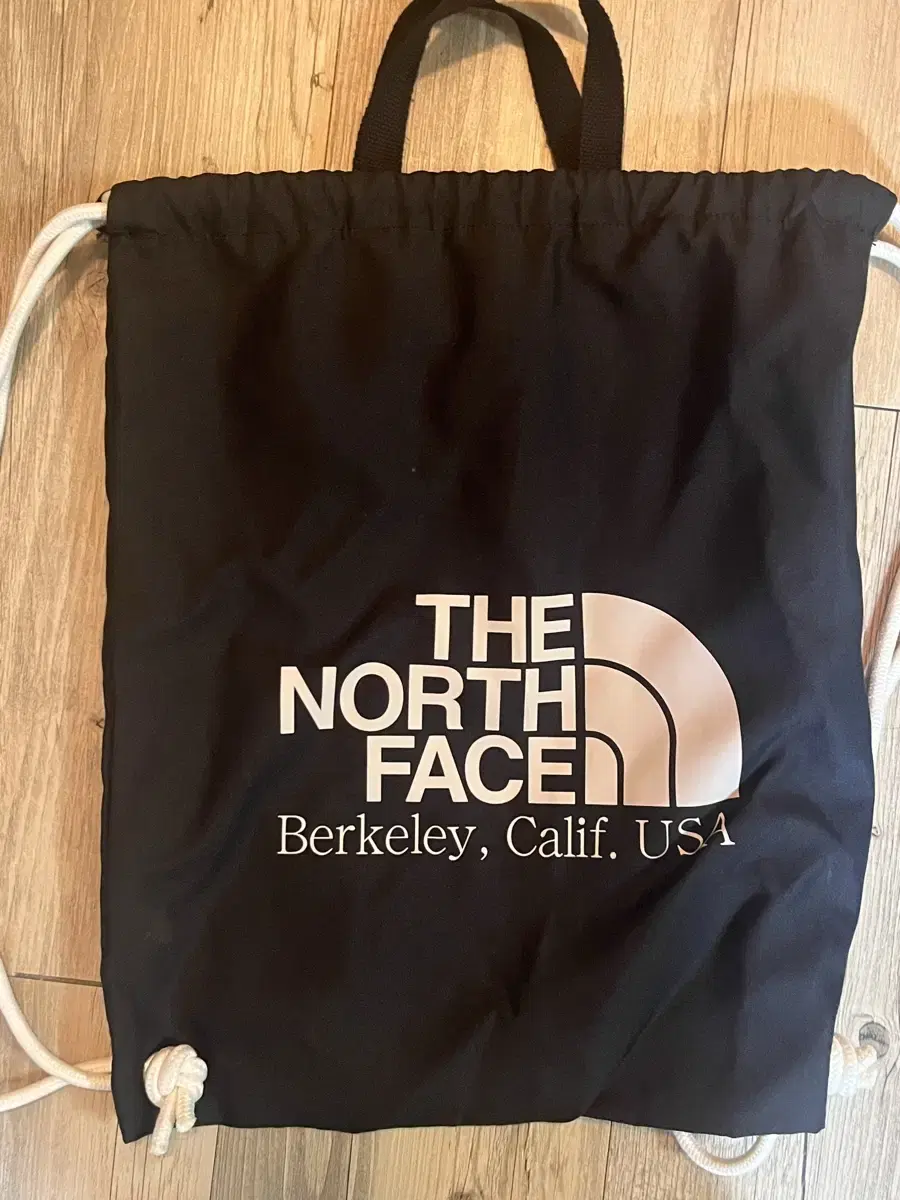 THE
NORTH
FACE
Berkeley, Calif. USA